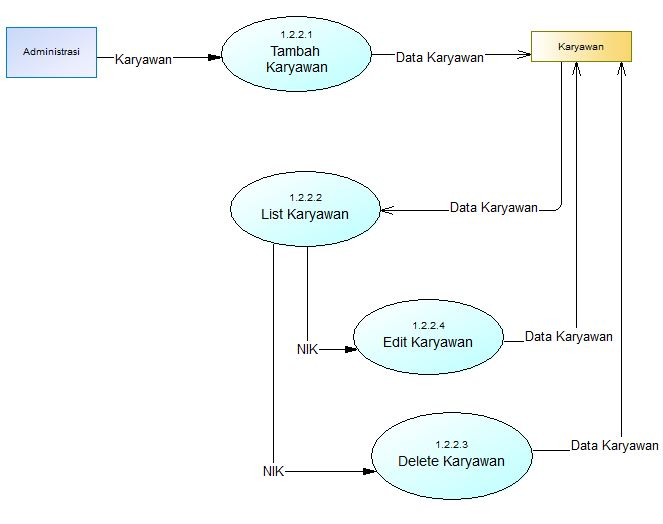 Administrasi
Karyawan
1.2.2.1
Tambah
Karyawan
Data Karyawan
Karyawan
1.2.2.2
List Karyawan
Data Karyawan
1.2.2.4
Edit Karyawan
NIK
Data Karyawan
1.2.2.3
Delete Karyawan
NIK
Data Karyawan